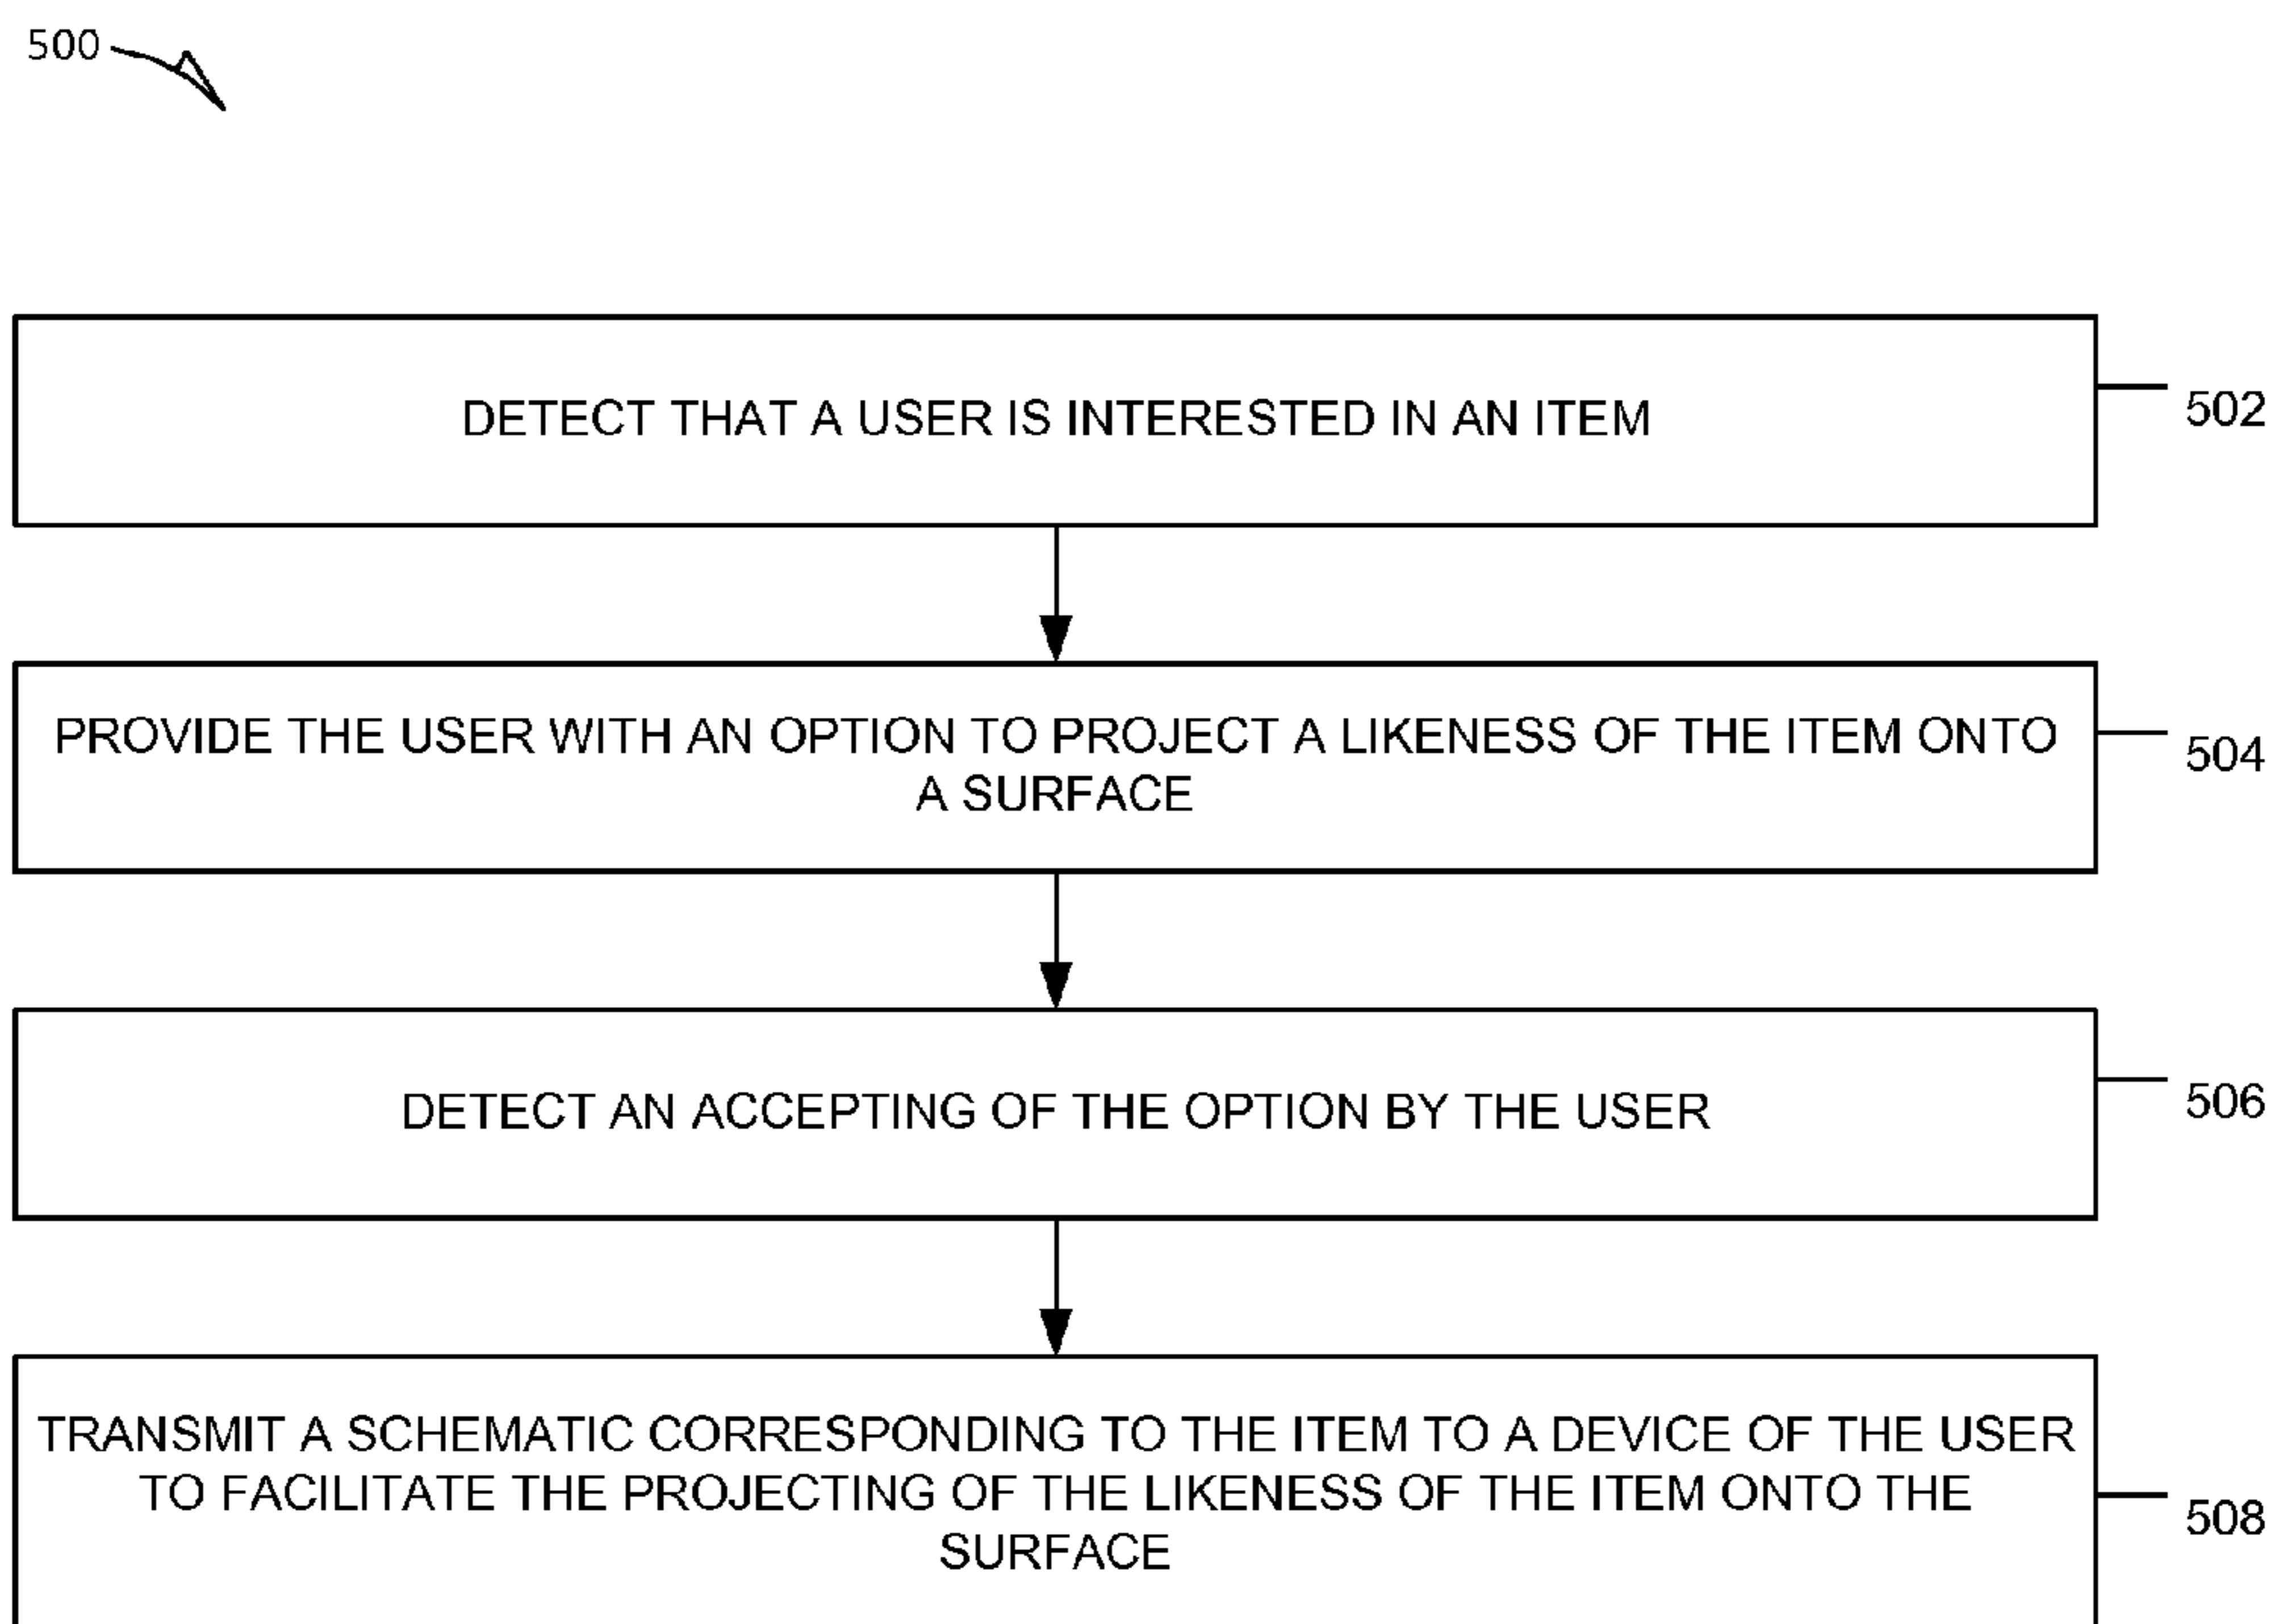 500
DETECT THAT A USER IS INTERESTED IN AN ITEM
502
PROVIDE THE USER WITH AN OPTION TO PROJECT A LIKENESS OF THE ITEM ONTO
A SURFACE
504
DETECT AN ACCEPTING OF THE OPTION BY THE USER
506
TRANSMIT A SCHEMATIC CORRESPONDING TO THE ITEM TO A DEVICE OF THE USER
TO FACILITATE THE PROJECTING OF THE LIKENESS OF THE ITEM ONTO THE
SURFACE
508